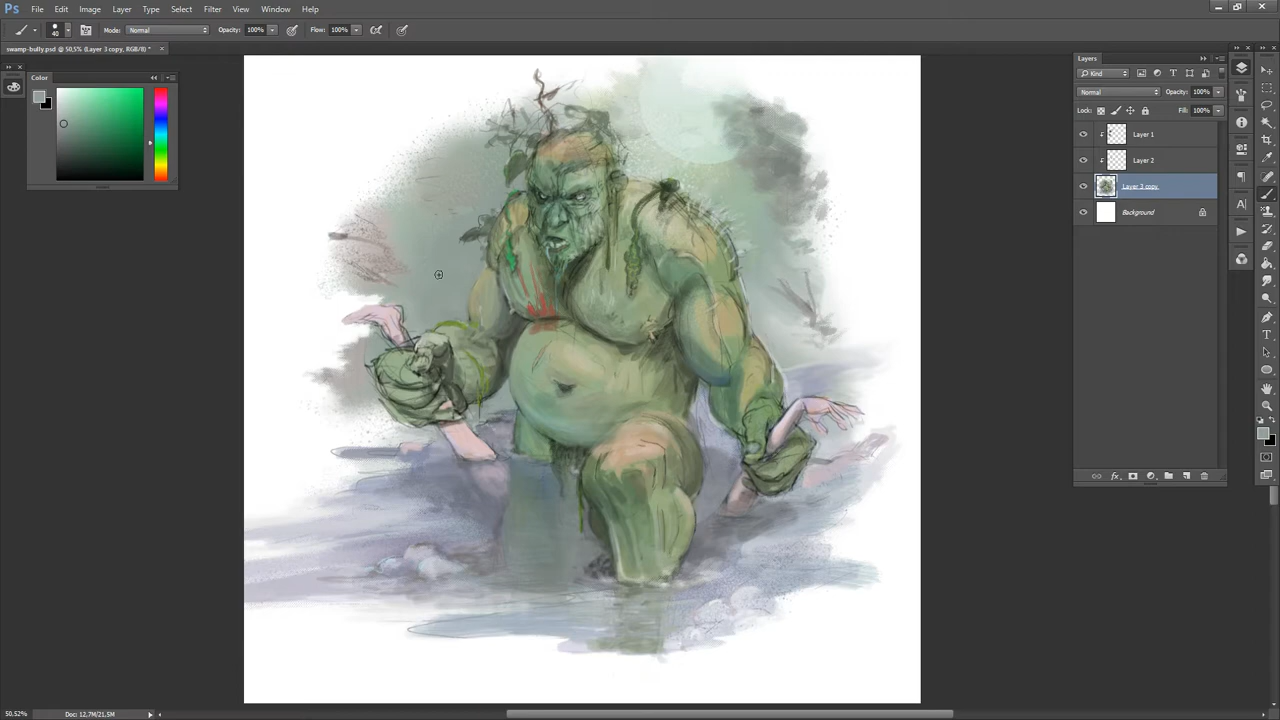 Ps File Edit Image Layer Type Select Filter View Window Help
40 Mode: Normal Opacity: 100% Flow: 100%
swamp-bully.psd @ 50,5% (Layer 3 copy, RGB/8) *
Color
Layers
Kind
Normal Opacity: 100%
Lock: Fill: 100%
Layer 1
Layer 2
Layer 3 copy
Background
fx
50.52% Doc: 12,7M/21,5M